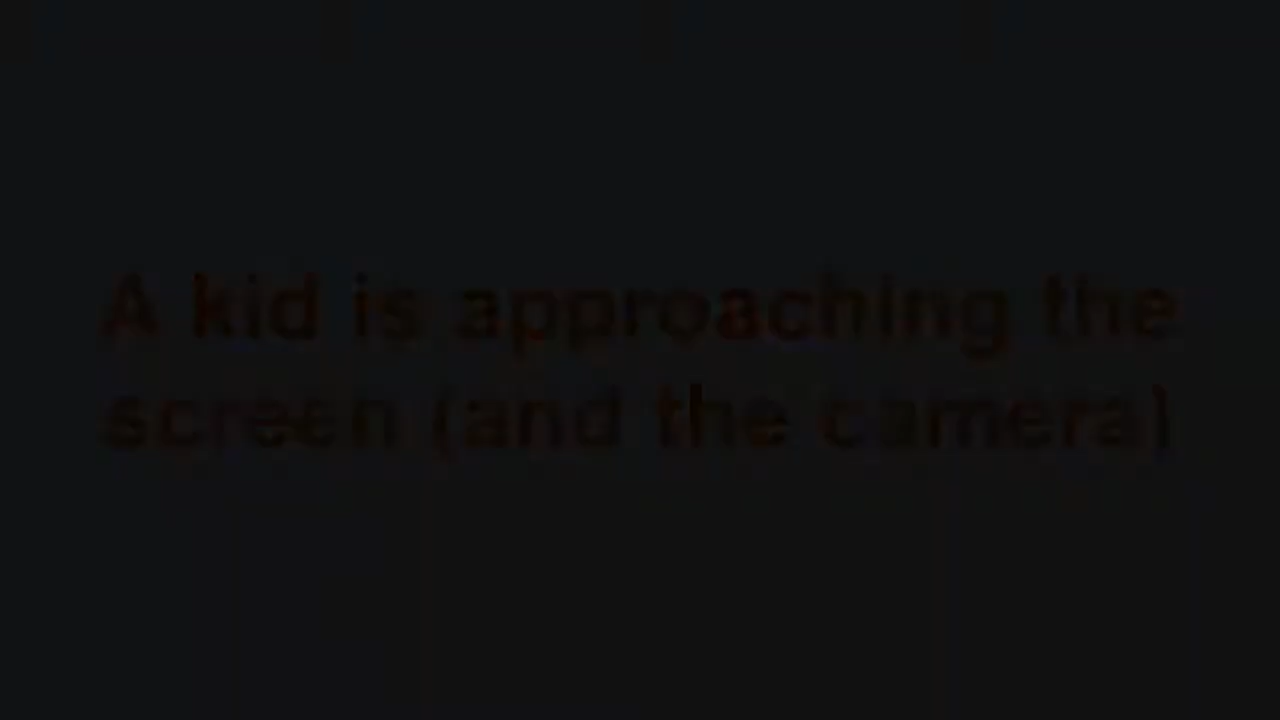 A kid is approaching the
screen (and the camera)